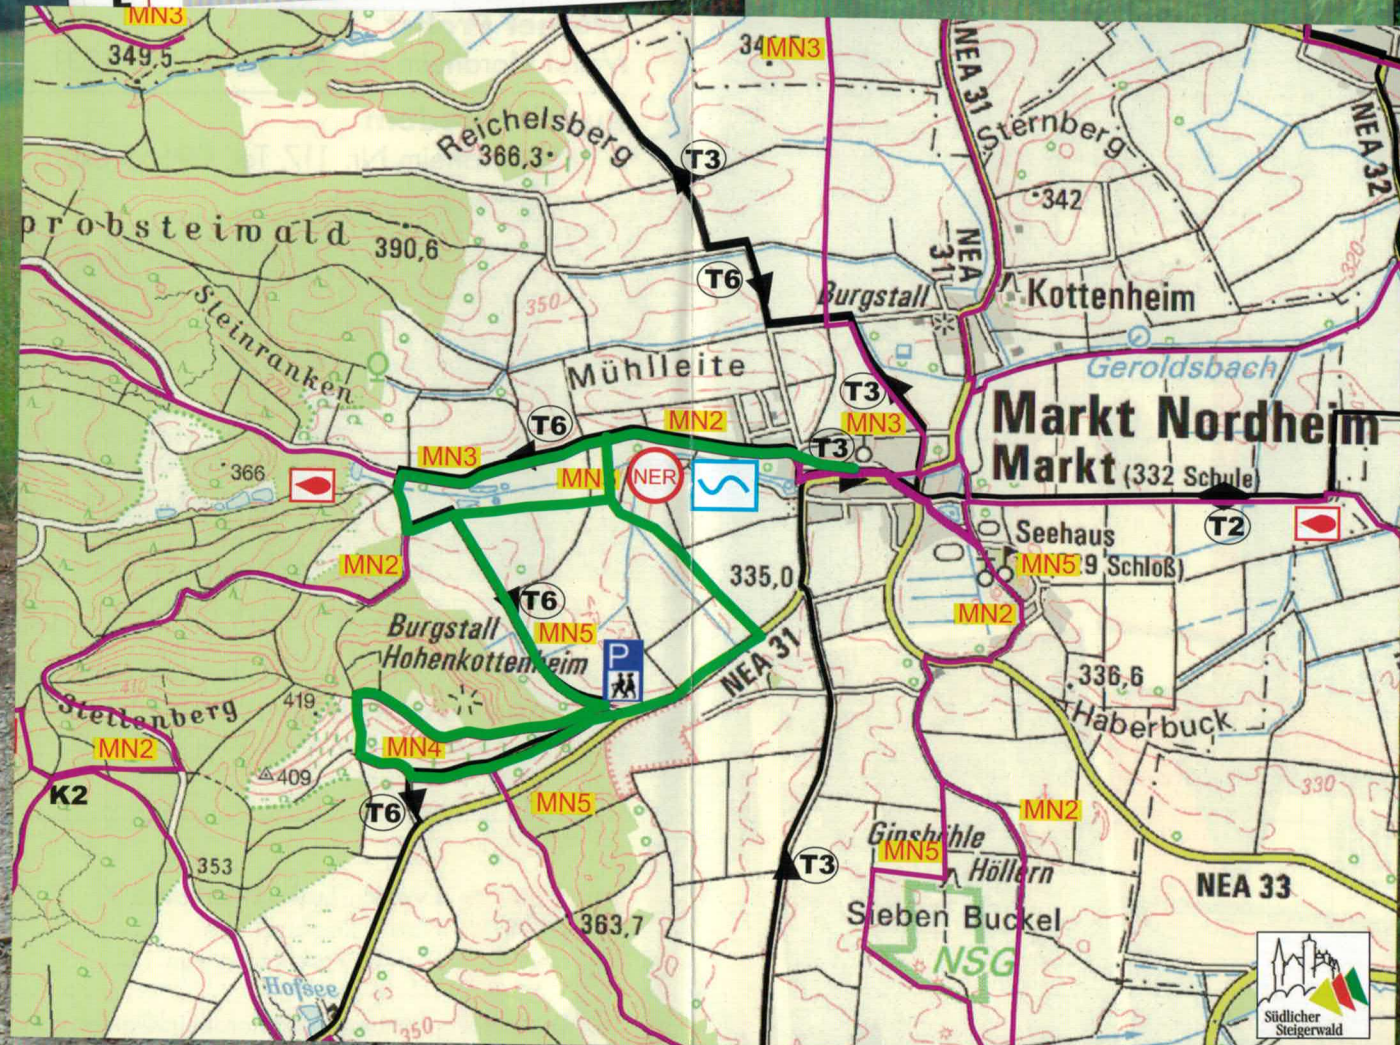 MN3
349,5
MN3
NEA 31
Sternberg
NEA 32
Reichelsberg
366,3
T3
342
probsteiwald
390,6
NEA
31
320
T6
Burgstall
Kottenheim
350
Steinranken
Mühlleite
Geroldsbach
T3
MN3
MN2
T6
T3
Markt Nordheim
Markt (332 Schule)
MN3
366
NER
T2
Seehaus
MN5
9 Schloß)
MN2
335,0
T6
MN5
MN2
Burgstall
Hohenkottenheim
P
NEA 31
336,6
Haberbuck
410
419
Stettenberg
MN2
MN4
409
K2
T6
MN5
330
MN2
353
T3
MN5
Höllern
NEA 33
363,7
Sieben Buckel
NSG
Hofsee
350
Südlicher
Steigerwald